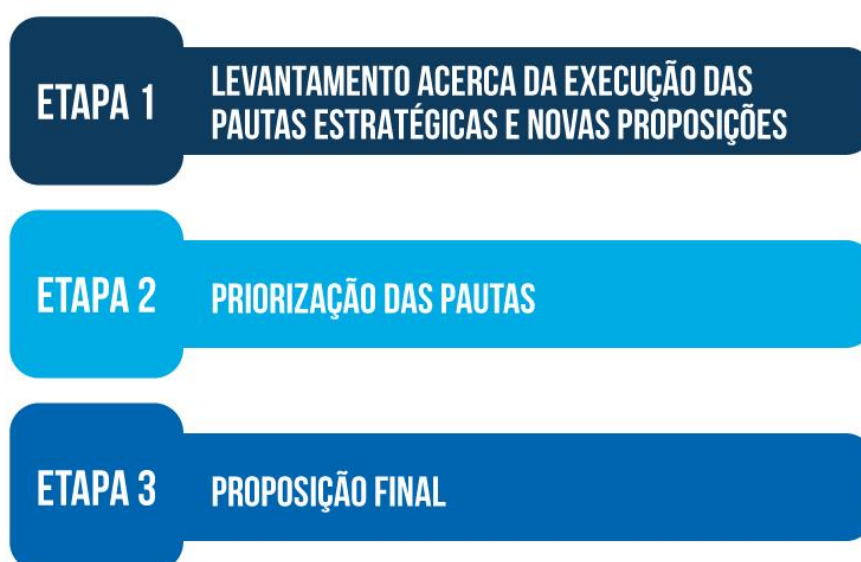 ETAPA 1
LEVANTAMENTO ACERCA DA EXECUÇÃO DAS
PAUTAS ESTRATÉGICAS E NOVAS PROPOSIÇÕES
ETAPA 2
PRIORIZAÇÃO DAS PAUTAS
ETAPA 3
PROPOSIÇÃO FINAL